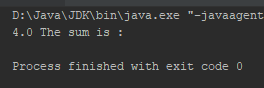 D:\Java\JDK\bin\java.exe "-javaagent
4.0 The sum is :
Process finished with exit code 0